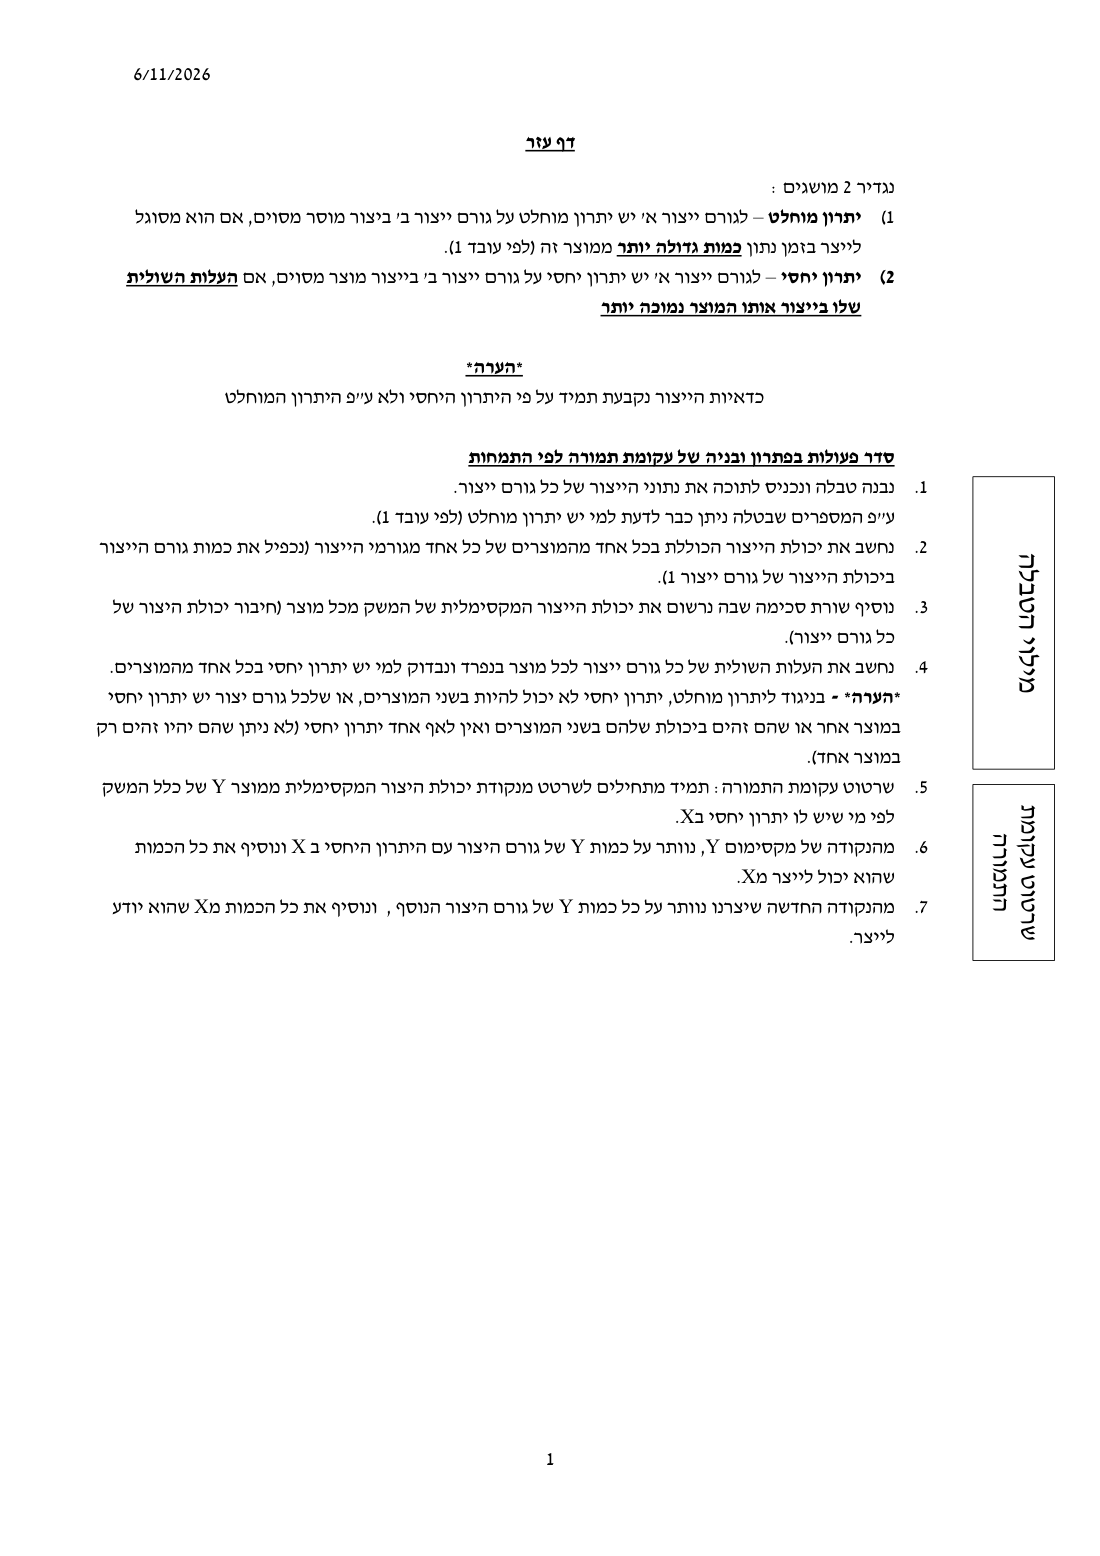 6/11/2026
דף עזר
נגדיר 2 מושגים :
1) יתרון מוחלט – לגורם ייצור א' יש יתרון מוחלט על גורם ייצור ב' ביצור מוסר מסוים, אם הוא מסוגל
לייצר בזמן נתון כמות גדולה יותר ממוצר זה (לפי עובד 1).
2) יתרון יחסי – לגורם ייצור א' יש יתרון יחסי על גורם ייצור ב' בייצור מוצר מסוים, אם העלות השולית
שלו בייצור אותו המוצר נמוכה יותר
*הערה*
כדאיות הייצור נקבעת תמיד על פי היתרון היחסי ולא ע״פ היתרון המוחלט
סדר פעולות בפתרון ובניה של עקומת תמורה לפי התמחות
1. נבנה טבלה ונכניס לתוכה את נתוני הייצור של כל גורם ייצור.
ע״פ המספרים שבטלה ניתן כבר לדעת למי יש יתרון מוחלט (לפי עובד 1).
2. נחשב את יכולת הייצור הכוללת בכל אחד מהמוצרים של כל אחד מגורמי הייצור (נכפיל את כמות גורם הייצור
ביכולת הייצור של גורם ייצור 1).
3. נוסיף שורת סכימה שבה נרשום את יכולת הייצור המקסימלית של המשק מכל מוצר (חיבור יכולת היצור של
כל גורם ייצור).
4. נחשב את העלות השולית של כל גורם ייצור לכל מוצר בנפרד ונבדוק למי יש יתרון יחסי בכל אחד מהמוצרים.
*הערה* - בניגוד ליתרון מוחלט, יתרון יחסי לא יכול להיות בשני המוצרים, או שלכל גורם יצור יש יתרון יחסי
במוצר אחר או שהם זהים ביכולת שלהם בשני המוצרים ואין לאף אחד יתרון יחסי (לא ניתן שהם יהיו זהים רק
במוצר אחד).
5. שרטוט עקומת התמורה : תמיד מתחילים לשרטט מנקודת יכולת היצור המקסימלית ממוצר Y של כלל המשק
לפי מי שיש לו יתרון יחסי בX.
6. מהנקודה של מקסימום Y, נוותר על כמות Y של גורם היצור עם היתרון היחסי ב X ונוסיף את כל הכמות
שהוא יכול לייצר מX.
7. מהנקודה החדשה שיצרנו נוותר על כל כמות Y של גורם היצור הנוסף , ונוסיף את כל הכמות מX שהוא יודע
לייצר.
מילוי הטבלה
שרטוט עקומת
התמורה
1